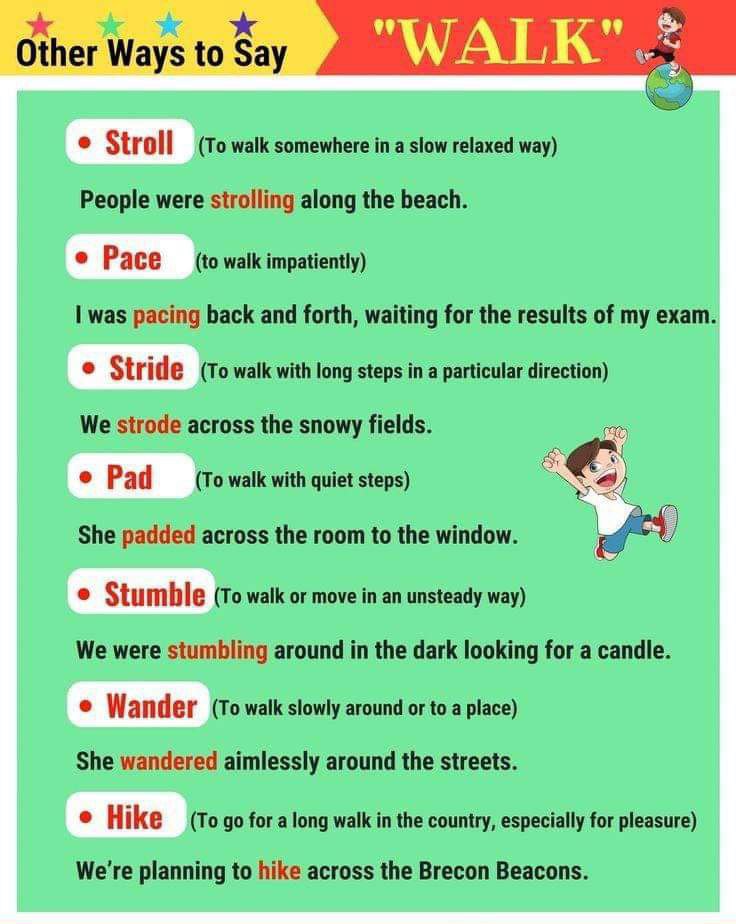 Other Ways to Say
"WALK"
• Stroll (To walk somewhere in a slow relaxed way)
People were strolling along the beach.
• Pace (to walk impatiently)
I was pacing back and forth, waiting for the results of my exam.
• Stride (To walk with long steps in a particular direction)
We strode across the snowy fields.
• Pad (To walk with quiet steps)
She padded across the room to the window.
• Stumble (To walk or move in an unsteady way)
We were stumbling around in the dark looking for a candle.
• Wander (To walk slowly around or to a place)
She wandered aimlessly around the streets.
• Hike (To go for a long walk in the country, especially for pleasure)
We’re planning to hike across the Brecon Beacons.